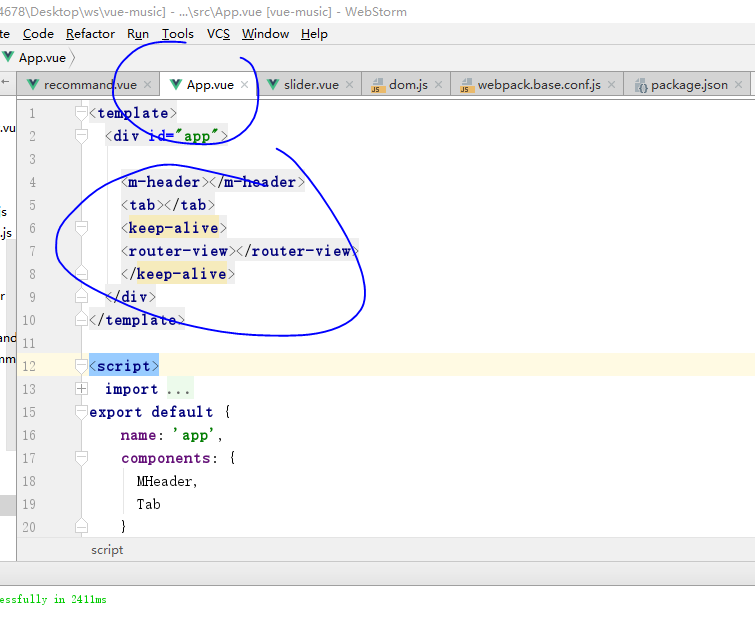 4678\Desktop\ws\vue-music] - ...\src\App.vue [vue-music] - WebStorm
te Code Refactor Run Tools VCS Window Help
App.vue
recommand.vue × App.vue × slider.vue × dom.js × webpack.base.conf.js × package.json ×
1 <template>
.vu 2 <div id="app">
3
4 <m-header></m-header>
s 5 <tab></tab>
.js 6 <keep-alive>
7 <router-view></router-view>
8 </keep-alive>
r 9 </div>
10 </template>
and 11
mm 12 <script>
13 import ...
15 export default {
16 name: 'app',
17 components: {
18 MHeader,
19 Tab
20 }
script
essfully in 2411ms